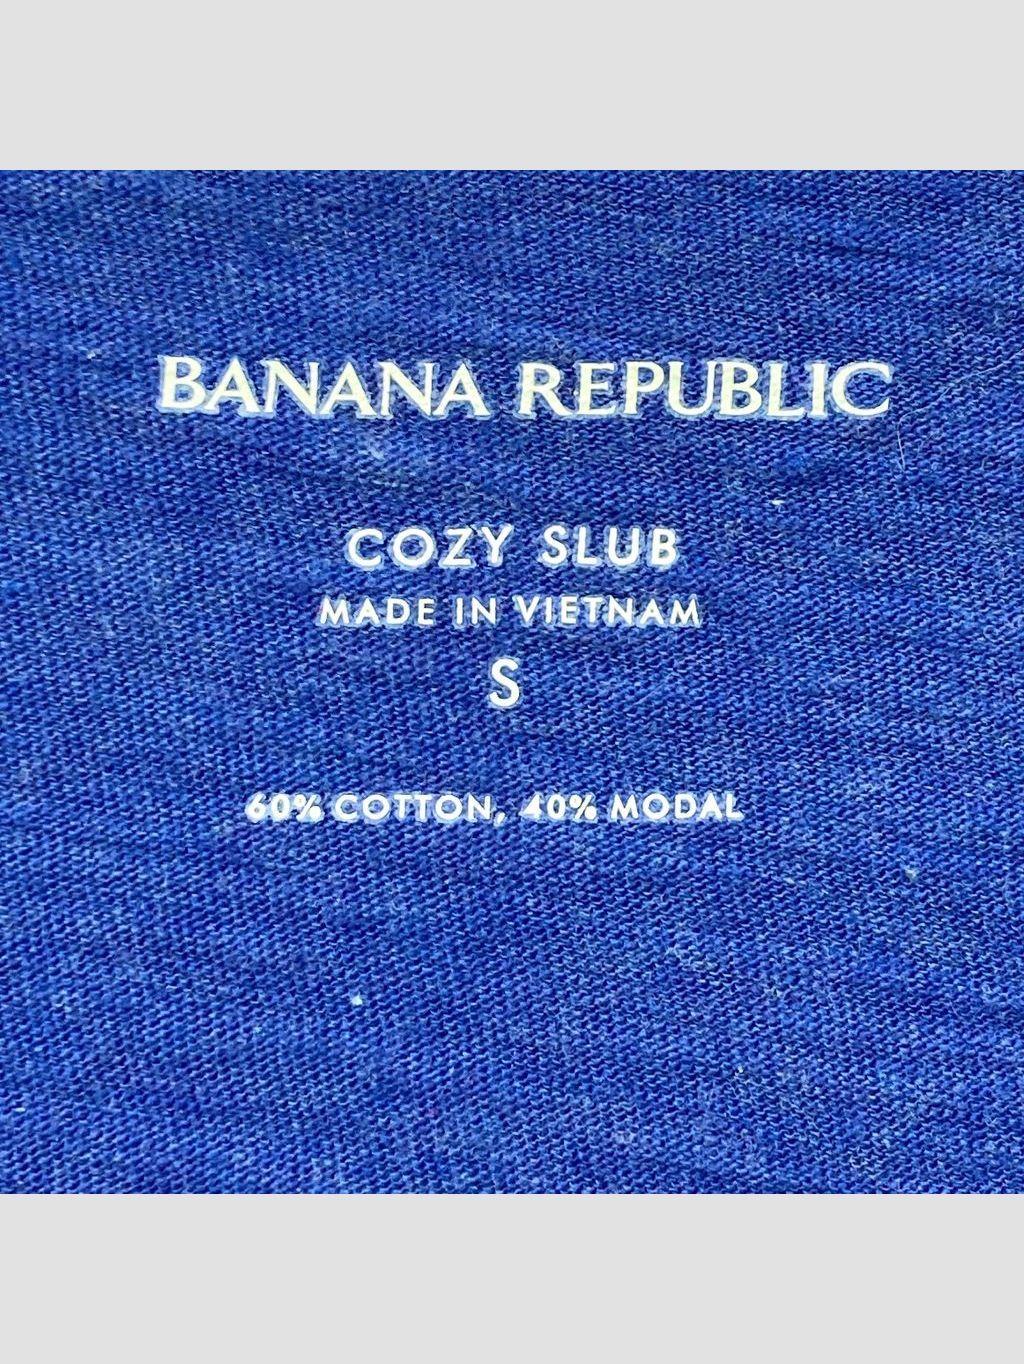 BANANA REPUBLIC
COZY SLUB
MADE IN VIETNAM
S
60% COTTON, 40% MODAL